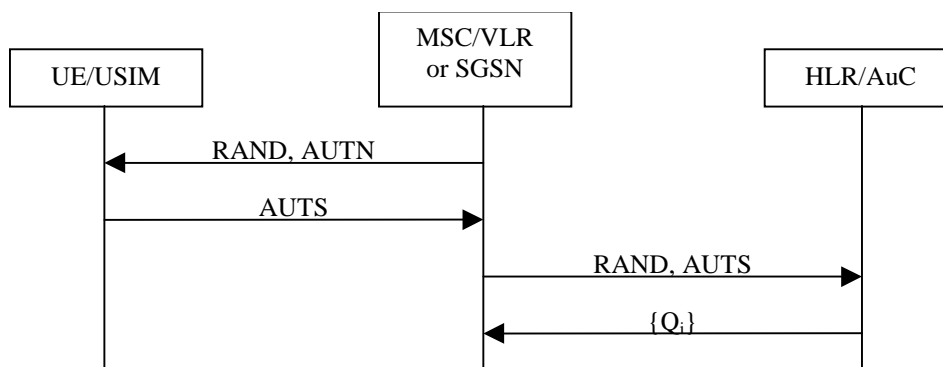 UE/USIM
MSC/VLR
or SGSN
HLR/AuC
RAND, AUTN
AUTS
RAND, AUTS
{Qi}